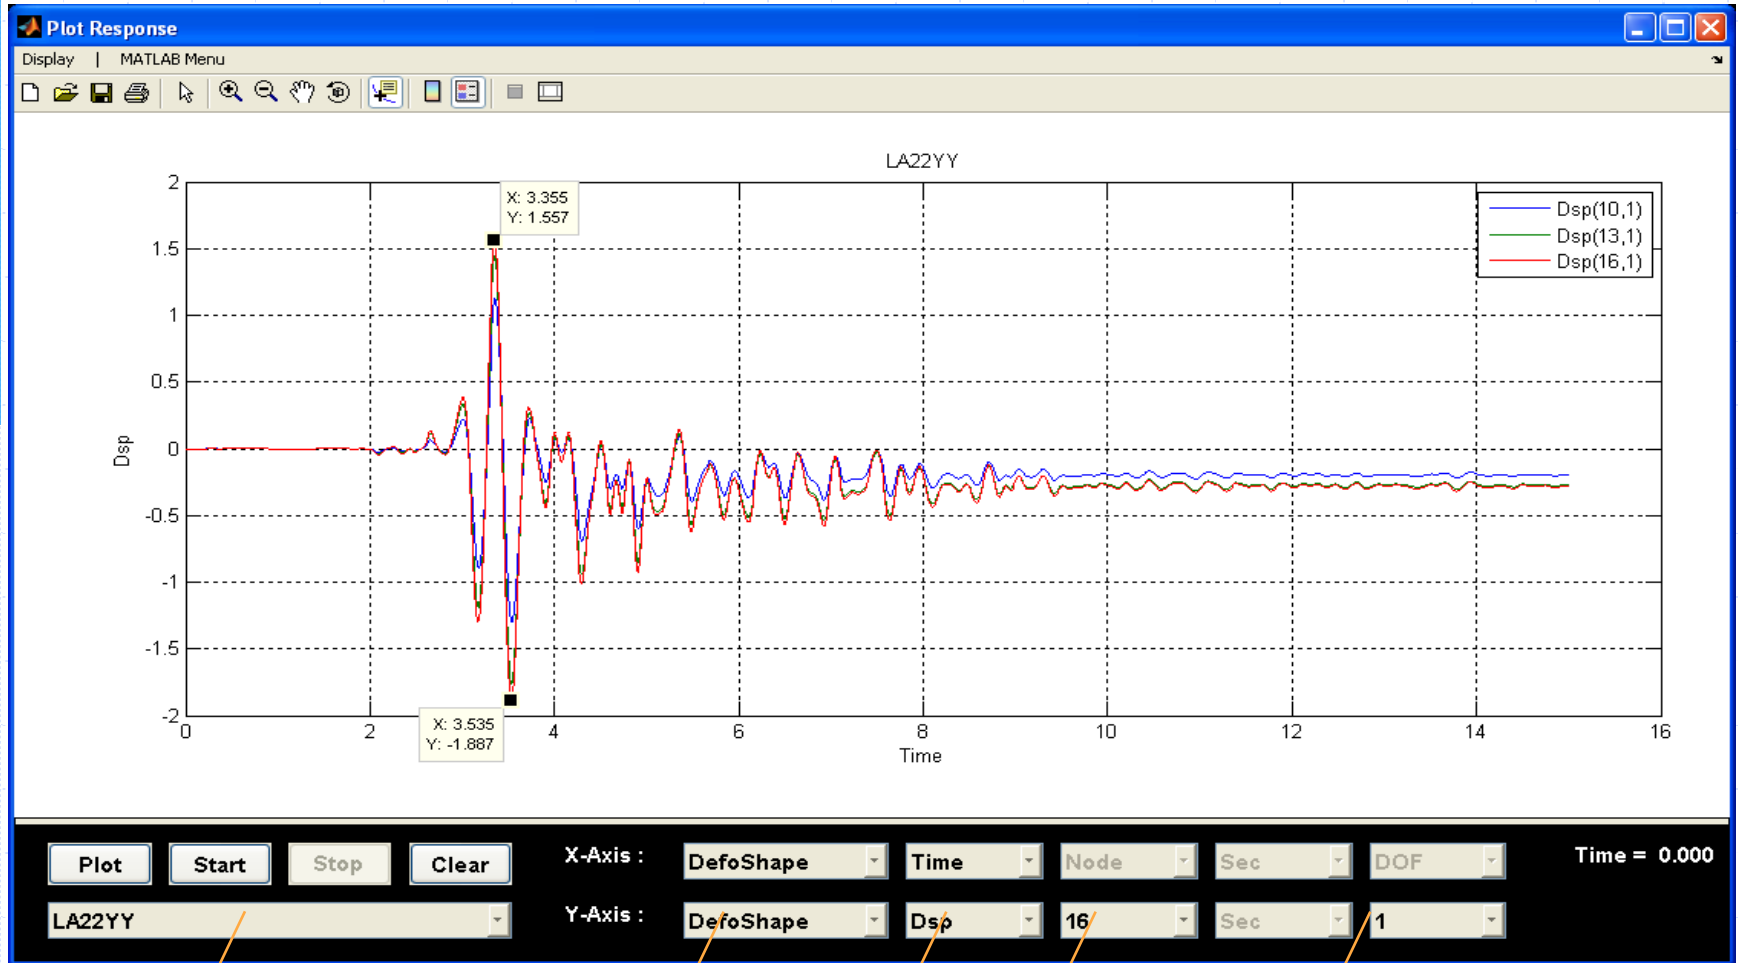 Plot Response
Display | MATLAB Menu
LA22YY
X: 3.355
Y: 1.557
Dsp(10,1)
Dsp(13,1)
Dsp(16,1)
2
1.5
1
0.5
0
-0.5
-1
-1.5
-2
Dsp
X: 3.535
Y: -1.887
0 2 4 6 8 10 12 14 16
Time
Plot Start Stop Clear X-Axis : DefoShape Time Node Sec DOF Time = 0.000
LA22YY Y-Axis : DefoShape Dsp 16 Sec 1